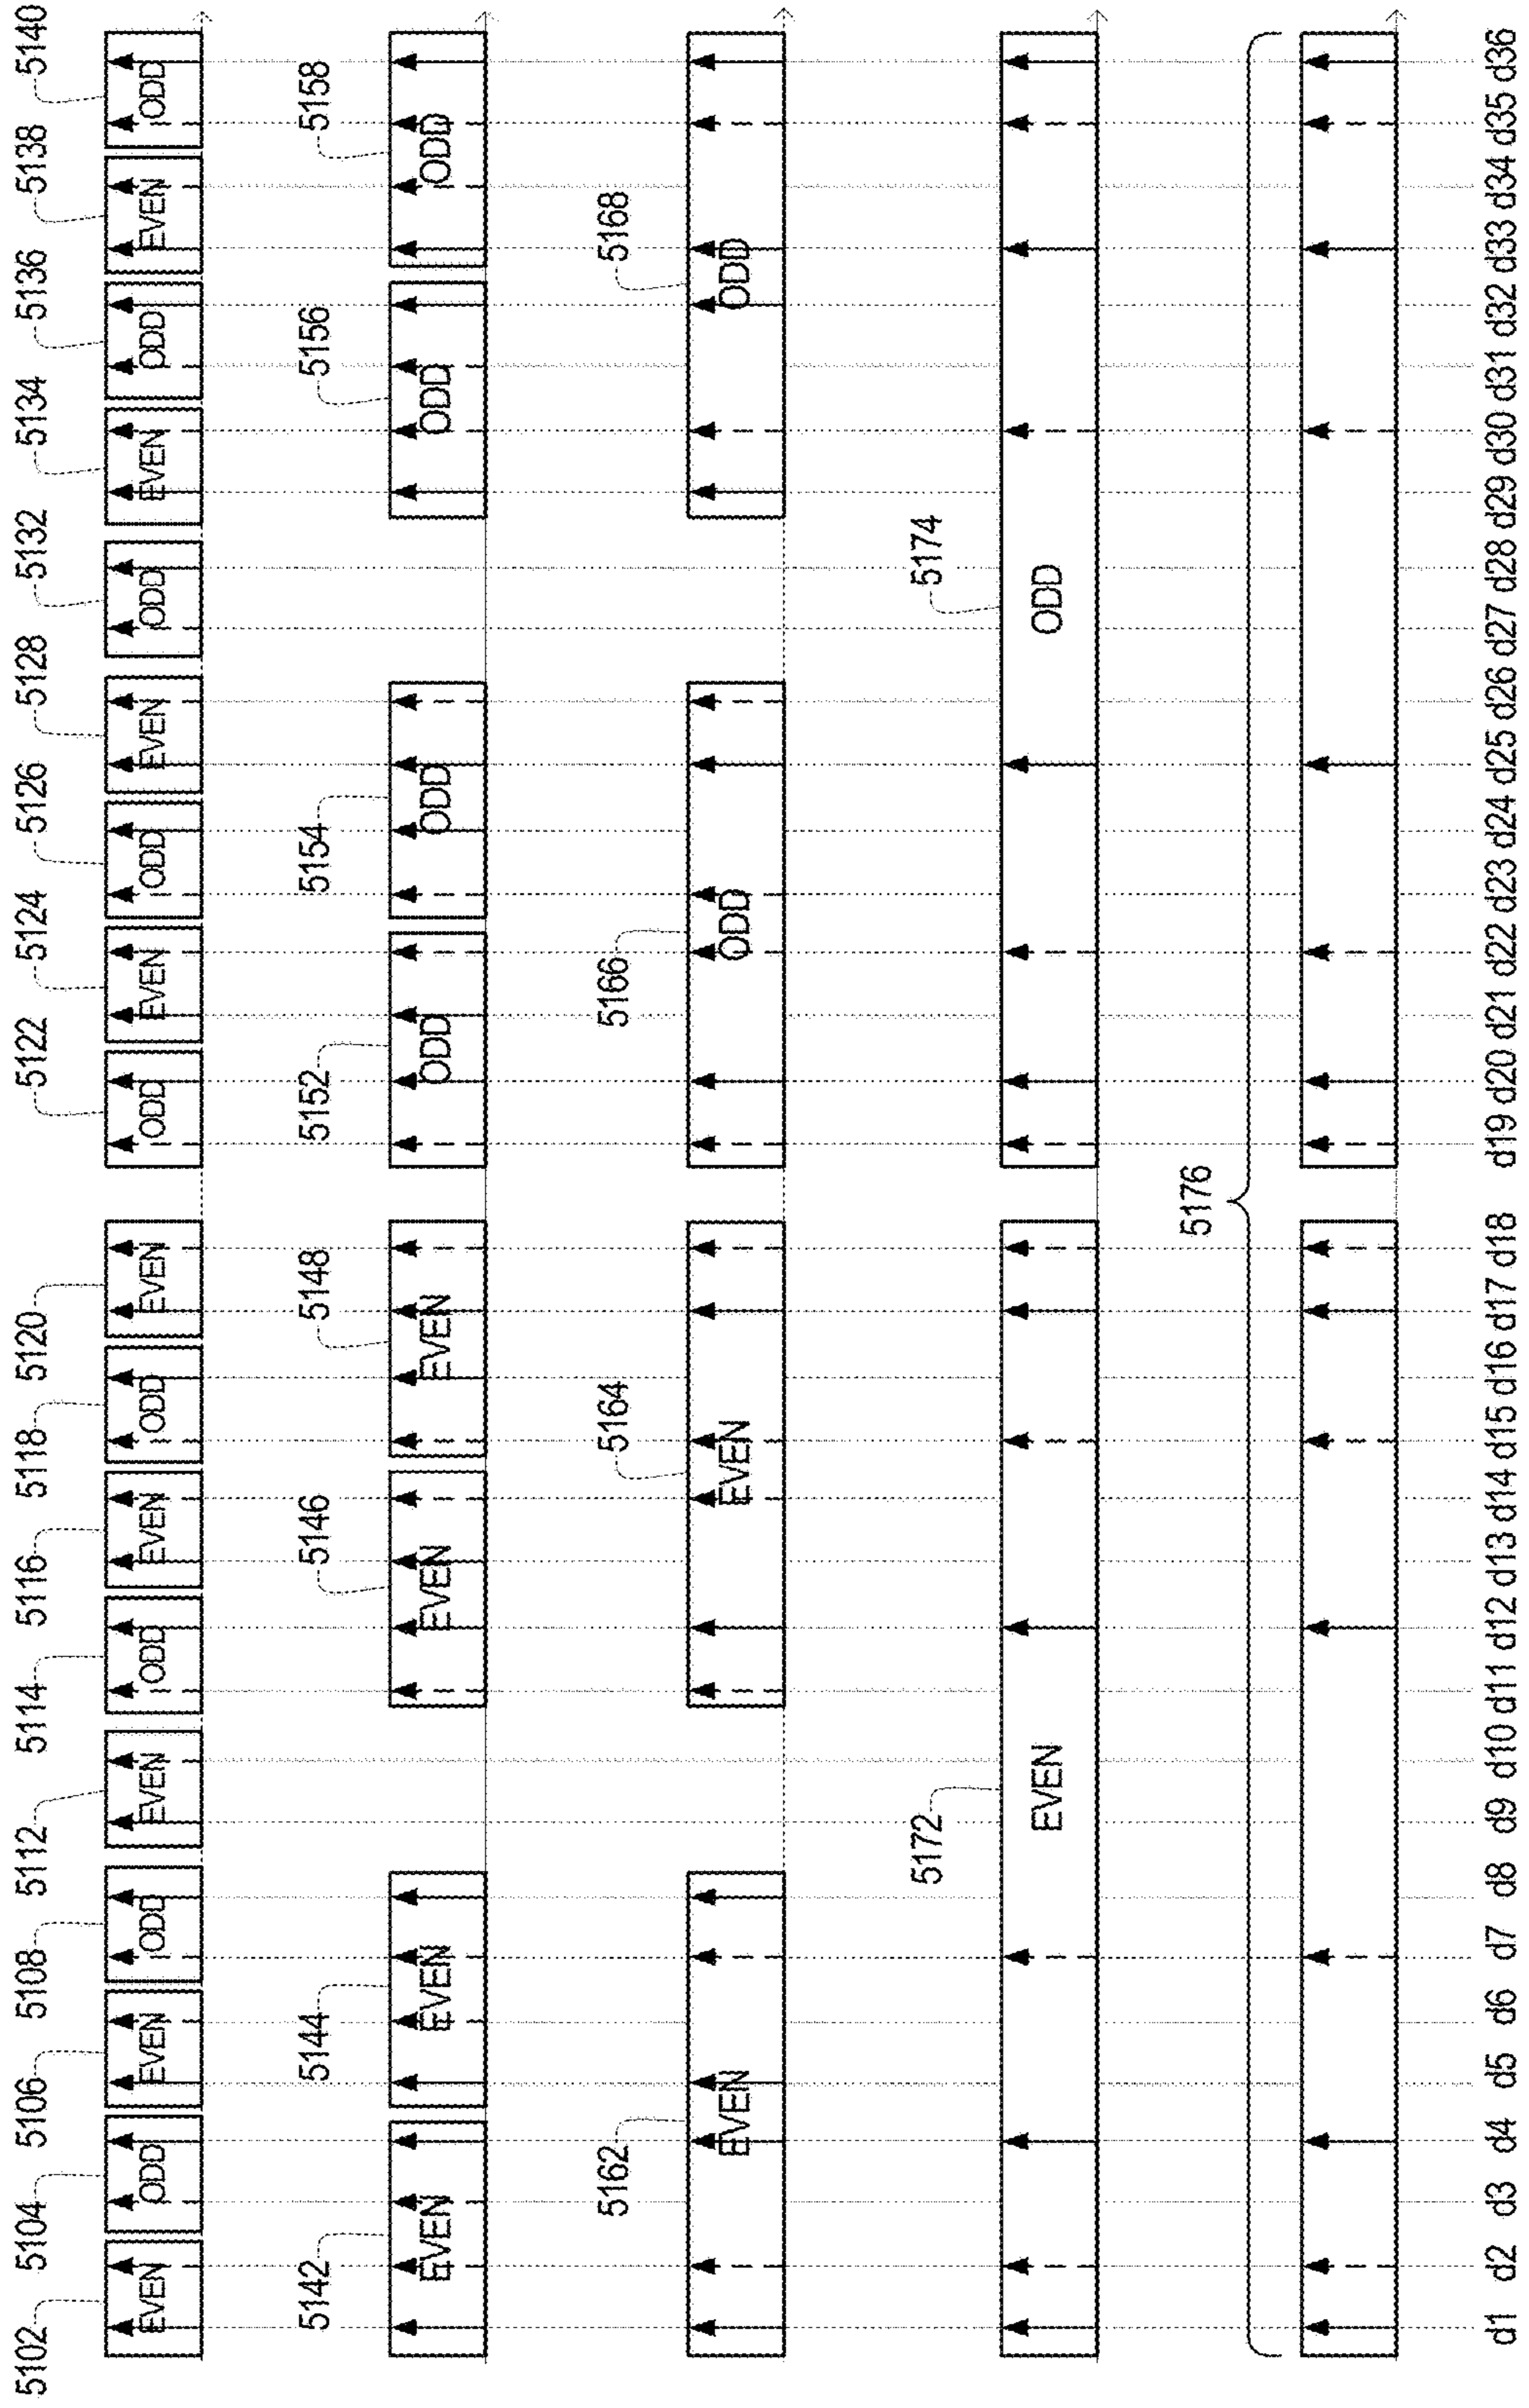 5102 5104 5106 5108 5112 5114 5116 5118 5120 5122 5124 5126 5128 5132 5134 5136 5138 5140
EVEN ODD EVEN ODD EVEN ODD EVEN ODD EVEN ODD EVEN ODD EVEN ODD EVEN ODD EVEN ODD
5142 5144 5146 5148 5152 5154 5156 5158
EVEN EVEN EVEN EVEN ODD ODD ODD ODD
5162 5164 5166 5168
EVEN EVEN ODD ODD
5172 5174
EVEN ODD
5176
d1 d2 d3 d4 d5 d6 d7 d8 d9 d10 d11 d12 d13 d14 d15 d16 d17 d18 d19 d20 d21 d22 d23 d24 d25 d26 d27 d28 d29 d30 d31 d32 d33 d34 d35 d36